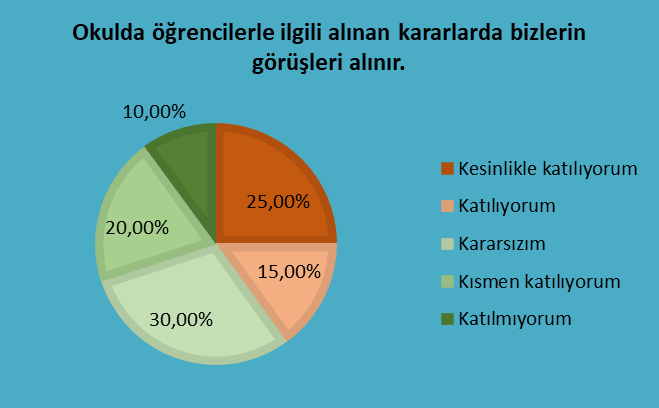 Okulda öğrencilerle ilgili alınan kararlarda bizlerin
görüşleri alınır.
10,00%
25,00%
20,00%
15,00%
30,00%
Kesinlikle katılıyorum
Katılıyorum
Kararsızım
Kısmen katılıyorum
Katılmıyorum